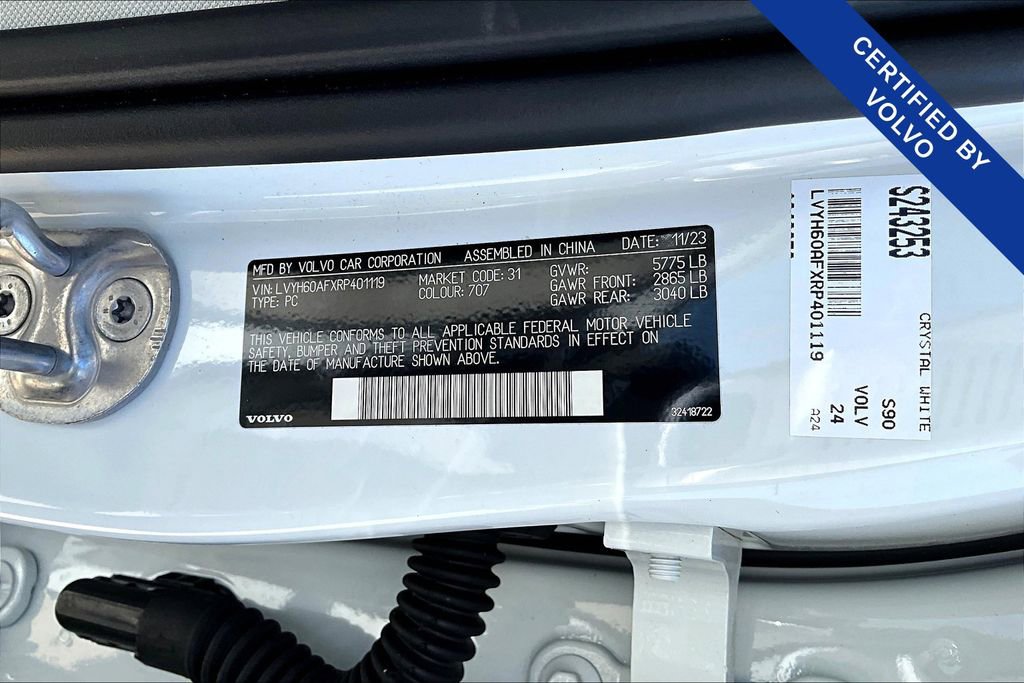 CERTIFIED BY
VOLVO
MFD BY VOLVO CAR CORPORATION ASSEMBLED IN CHINA DATE: 11/23
VIN: LVYH60AFXRP401119 MARKET CODE: 31 GVWR: 5775 LB
TYPE: PC COLOUR: 707 GAWR FRONT: 2865 LB
GAWR REAR: 3040 LB
THIS VEHICLE CONFORMS TO ALL APPLICABLE FEDERAL MOTOR VEHICLE
SAFETY, BUMPER AND THEFT PREVENTION STANDARDS IN EFFECT ON
THE DATE OF MANUFACTURE SHOWN ABOVE.
VOLVO
32418722
S243253
CRYSTAL WHITE
S90
VOLV
24
A24
LVYH60AFXRP401119